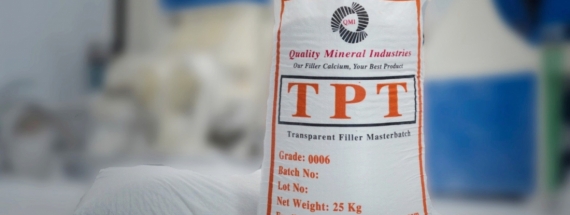 QMI
Quality Mineral Industries
Our Filler Calcium, Your Best Product
TPT
Transparent Filler Masterbatch
Grade: 0006
Batch No:
Lot No:
Net Weight: 25 Kg